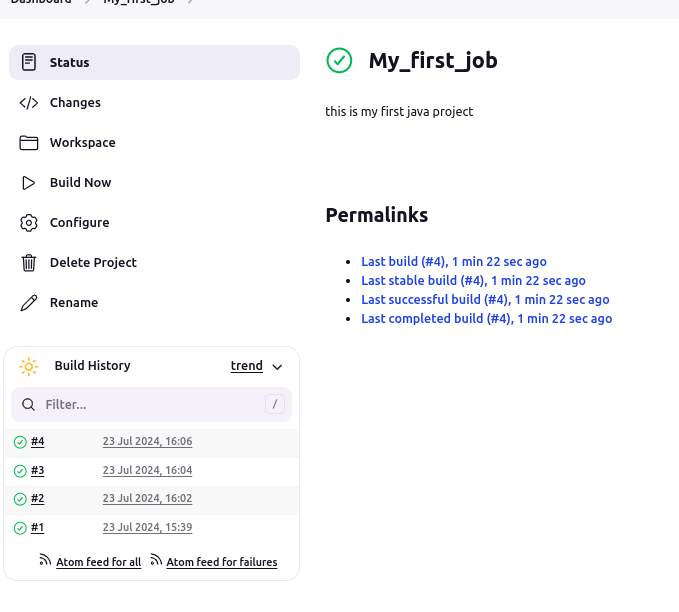 Dashboard > My_first_job >
Status
Changes
Workspace
Build Now
Configure
Delete Project
Rename
Build History
trend
Filter...
/
#4 23 Jul 2024, 16:06
#3 23 Jul 2024, 16:04
#2 23 Jul 2024, 16:02
#1 23 Jul 2024, 15:39
Atom feed for all Atom feed for failures
My_first_job
this is my first java project
Permalinks
Last build (#4), 1 min 22 sec ago
Last stable build (#4), 1 min 22 sec ago
Last successful build (#4), 1 min 22 sec ago
Last completed build (#4), 1 min 22 sec ago